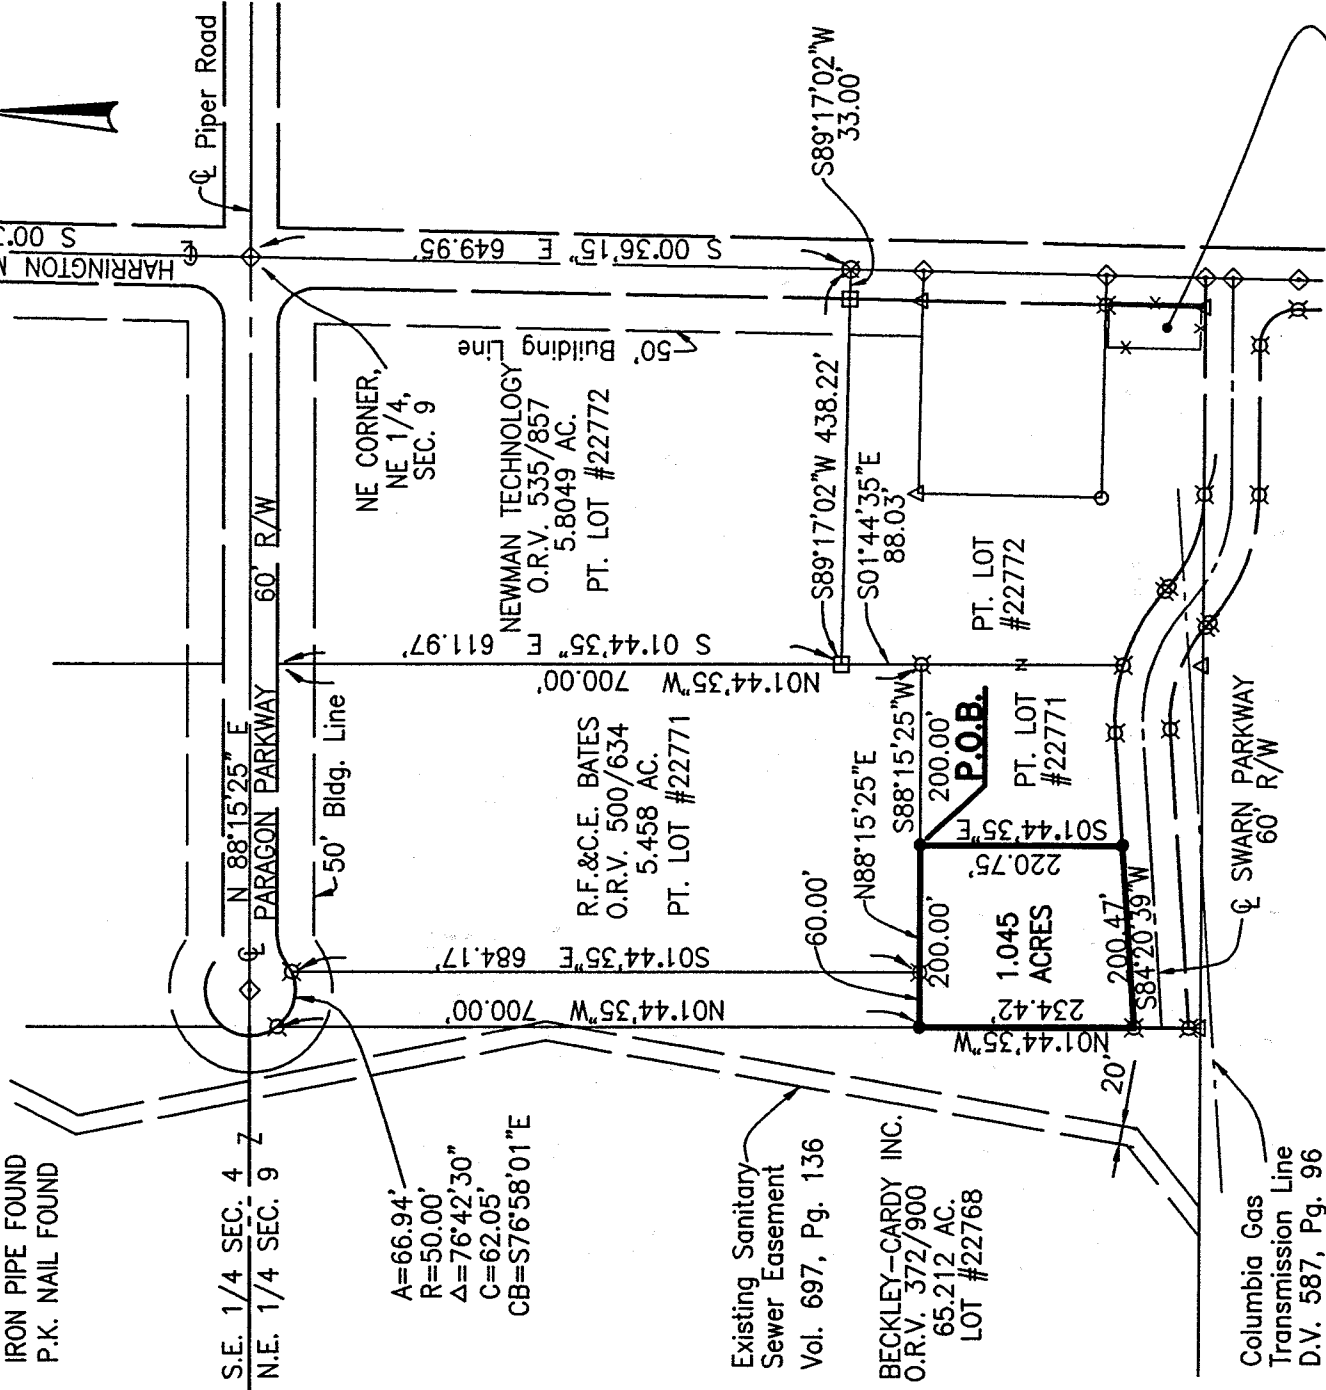 IRON PIPE FOUND
P.K. NAIL FOUND
S.E. 1/4 SEC. 4
N.E. 1/4 SEC. 9
Z
N 88°15'25" E
PARAGON PARKWAY
60' R/W
℄
℄ Piper Road
HARRINGTON
℄
50' Bldg. Line
50' Building Line
NE CORNER,
NE 1/4,
SEC. 9
S 00°36'15" E 649.95'
S89°17'02"W
33.00'
NEWMAN TECHNOLOGY
O.R.V. 535/857
5.8049 AC.
PT. LOT #22772
S 01°44'35" E 611.97'
N01°44'35"W 700.00'
S89°17'02"W 438.22'
S01°44'35"E
88.03'
R.F.&C.E. BATES
O.R.V. 500/634
5.458 AC.
PT. LOT #22771
S01°44'35"E 684.17'
N01°44'35"W 700.00'
A=66.94'
R=50.00'
Δ=76°42'30"
C=62.05'
CB=S76°58'01"E
60.00'
N88°15'25"E
S88°15'25"W
200.00'
P.O.B.
200.00'
S01°44'35"E
220.75'
1.045
ACRES
200.47'
S84°20'39"W
234.42'
N01°44'35"W
20'
PT. LOT
#22772
Z
PT. LOT
#22771
℄ SWARN PARKWAY
60' R/W
Existing Sanitary
Sewer Easement
Vol. 697, Pg. 136
BECKLEY-CARDY INC.
O.R.V. 372/900
65.212 AC.
LOT #22768
Columbia Gas
Transmission Line
D.V. 587, Pg. 96